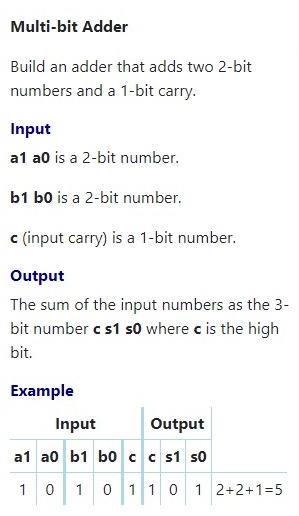 Multi-bit Adder
Build an adder that adds two 2-bit
numbers and a 1-bit carry.
Input
a1 a0 is a 2-bit number.
b1 b0 is a 2-bit number.
c (input carry) is a 1-bit number.
Output
The sum of the input numbers as the 3-
bit number c s1 s0 where c is the high
bit.
Example
Input Output
a1 a0 b1 b0 c c s1 s0
1 0 1 0 1 1 0 1 2+2+1=5